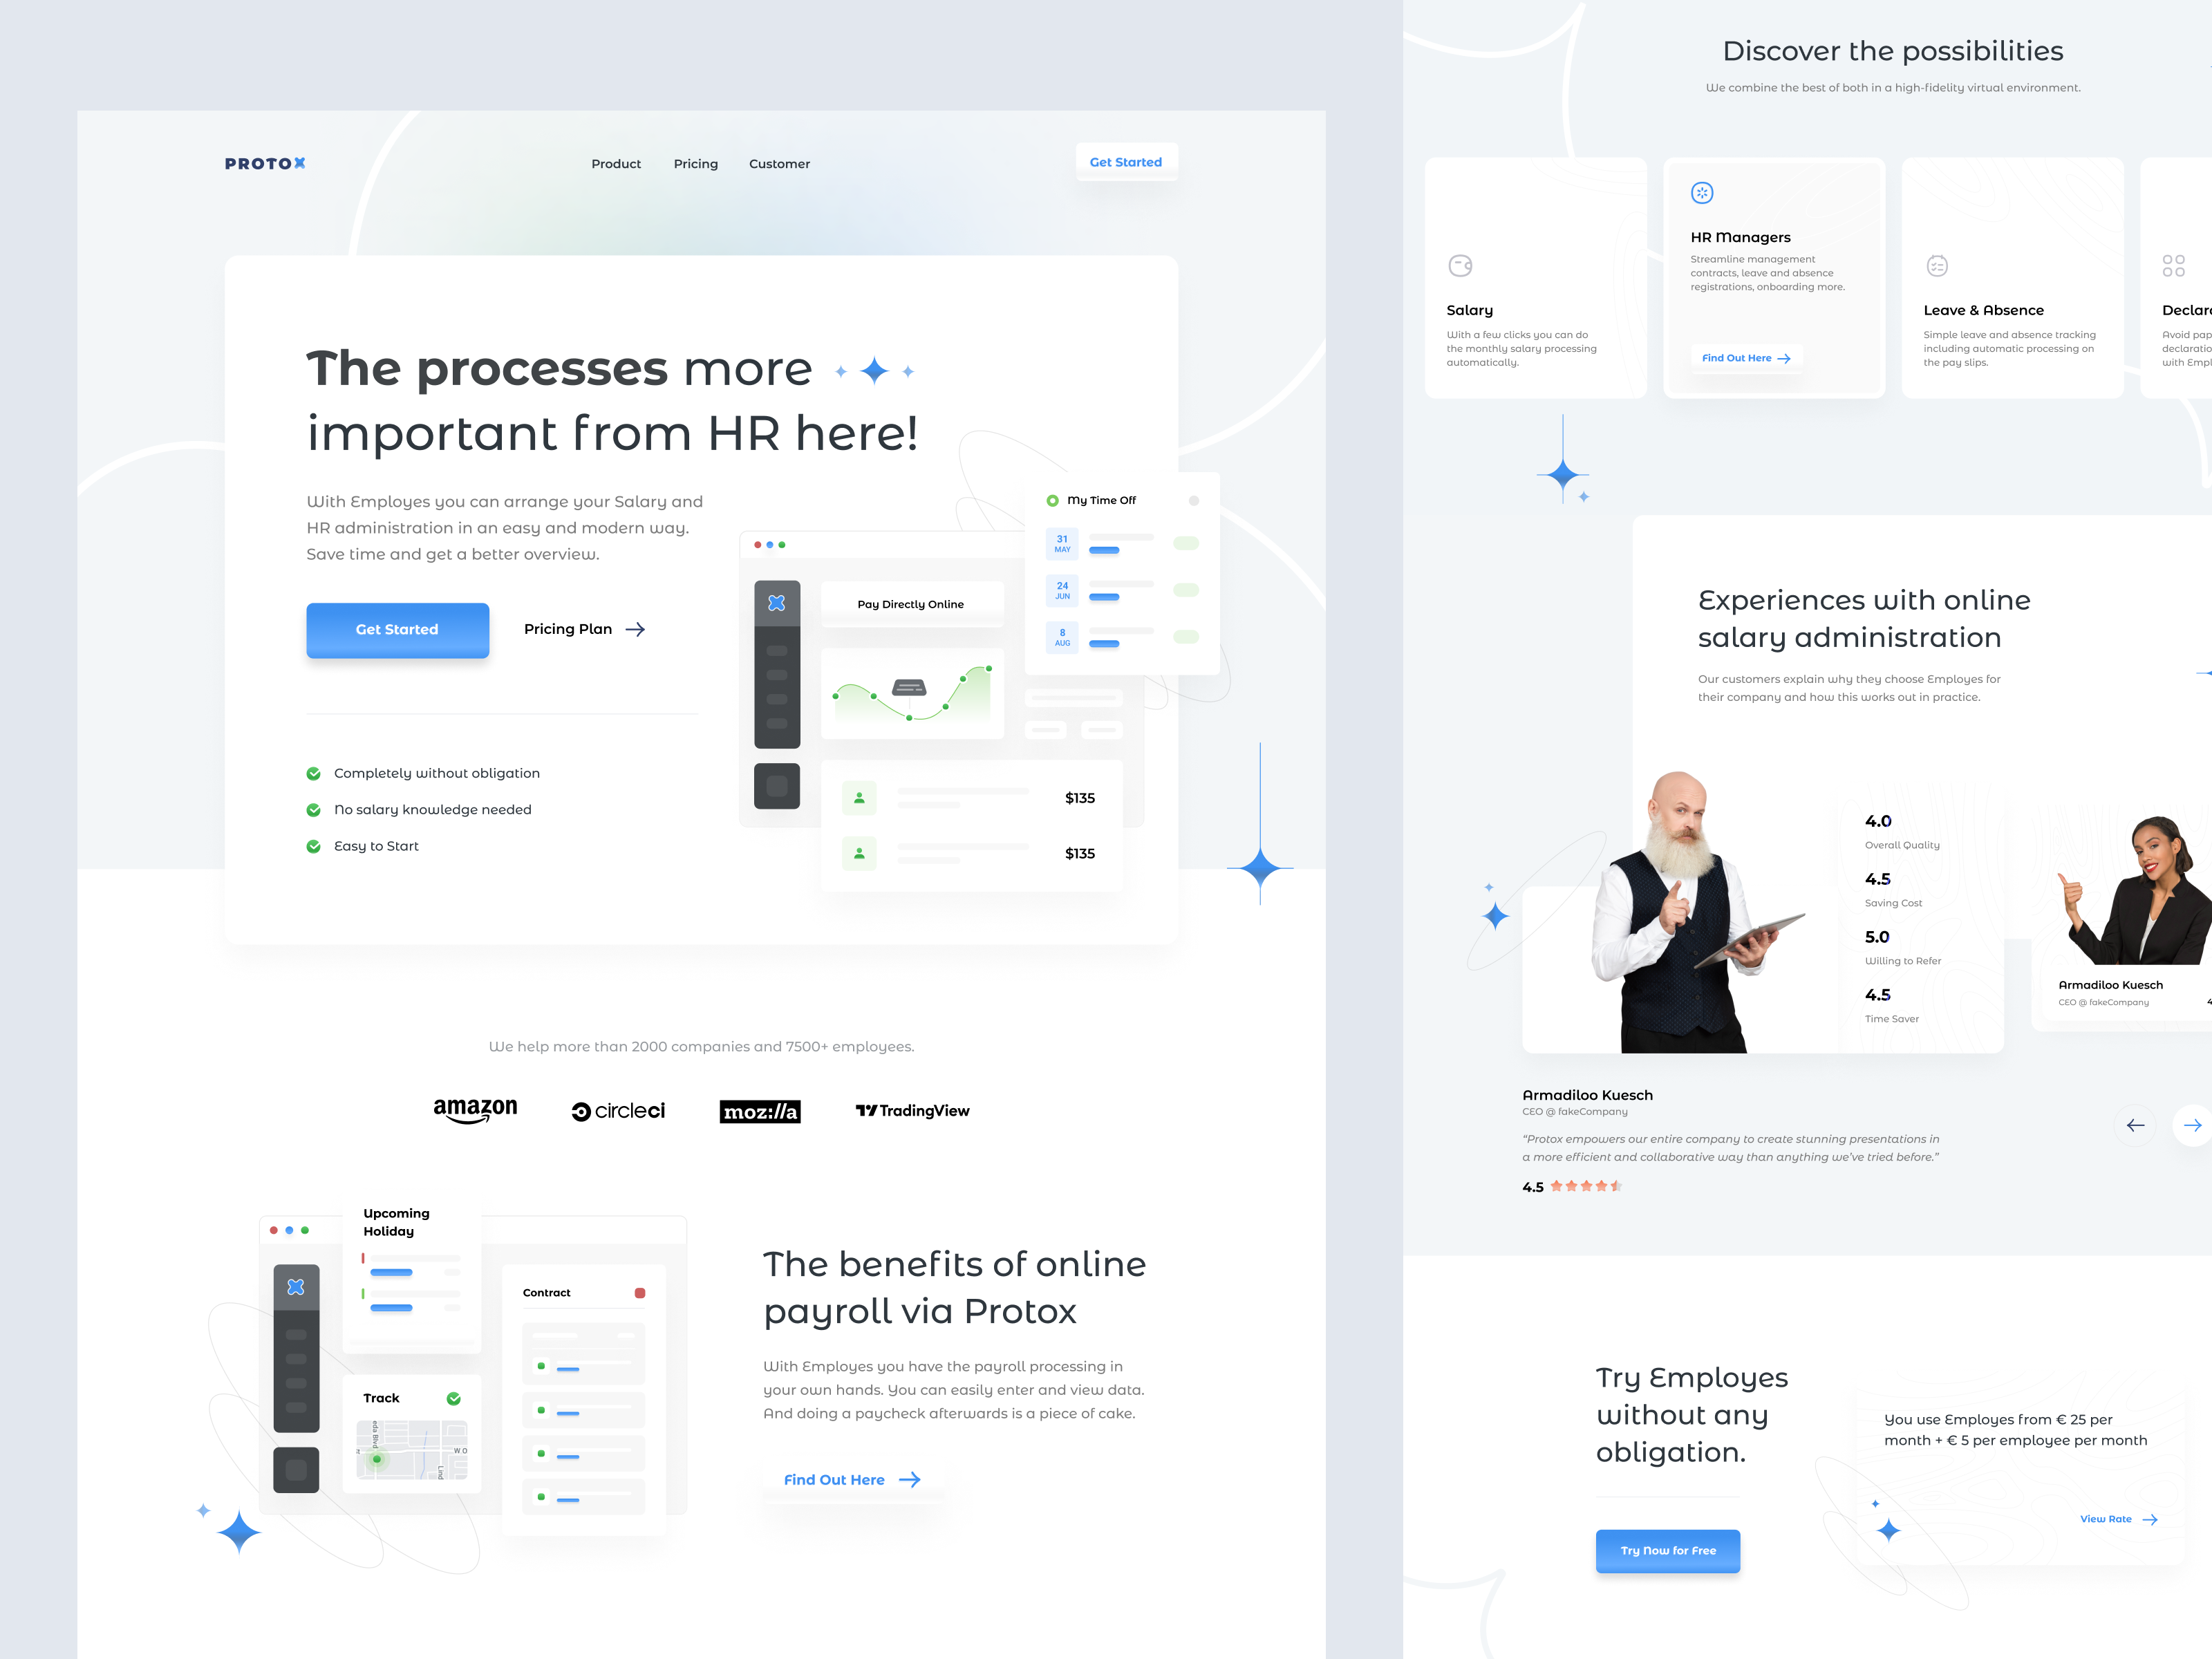 PROTOX
Product
Pricing
Customer
Get Started
The processes more
important from HR here!
With Employes you can arrange your Salary and
HR administration in an easy and modern way.
Save time and get a better overview.
Get Started
Pricing Plan
Completely without obligation
No salary knowledge needed
Easy to Start
My Time Off
31
MAY
24
JUN
8
AUG
Pay Directly Online
$135
$135
We help more than 2000 companies and 7500+ employees.
amazon
circleci
moz://a
TradingView
Upcoming
Holiday
Contract
Track
eda Blvd
WO
Lind
The benefits of online
payroll via Protox
With Employes you have the payroll processing in
your own hands. You can easily enter and view data.
And doing a paycheck afterwards is a piece of cake.
Find Out Here
Discover the possibilities
We combine the best of both in a high-fidelity virtual environment.
Salary
With a few clicks you can do
the monthly salary processing
automatically.
HR Managers
Streamline management
contracts, leave and absence
registrations, onboarding more.
Find Out Here
Leave & Absence
Simple leave and absence tracking
including automatic processing on
the pay slips.
Declar
Avoid pap
declaratio
with Empl
Experiences with online
salary administration
Our customers explain why they choose Employes for
their company and how this works out in practice.
4.0
Overall Quality
4.5
Saving Cost
5.0
Willing to Refer
4.5
Time Saver
Armadiloo Kuesch
CEO @ fakeCompany
4
Armadiloo Kuesch
CEO @ fakeCompany
“Protox empowers our entire company to create stunning presentations in
a more efficient and collaborative way than anything we’ve tried before.”
4.5
Try Employes
without any
obligation.
Try Now for Free
You use Employes from € 25 per
month + € 5 per employee per month
View Rate